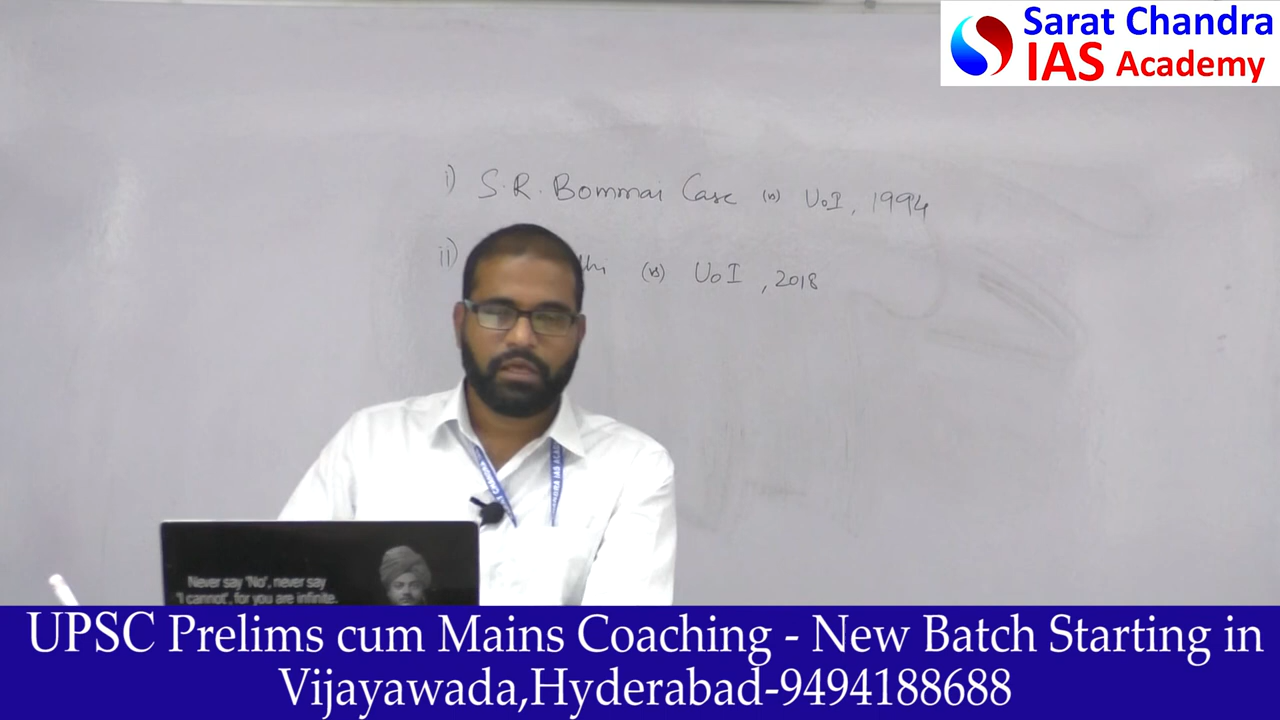 Sarat Chandra
IAS Academy
i) S.R. Bommai Case (vs) UoI, 1994
ii) (vs) UoI, 2018
Never say 'No', never say
'I cannot', for you are infinite.
UPSC Prelims cum Mains Coaching - New Batch Starting in
Vijayawada,Hyderabad-9494188688